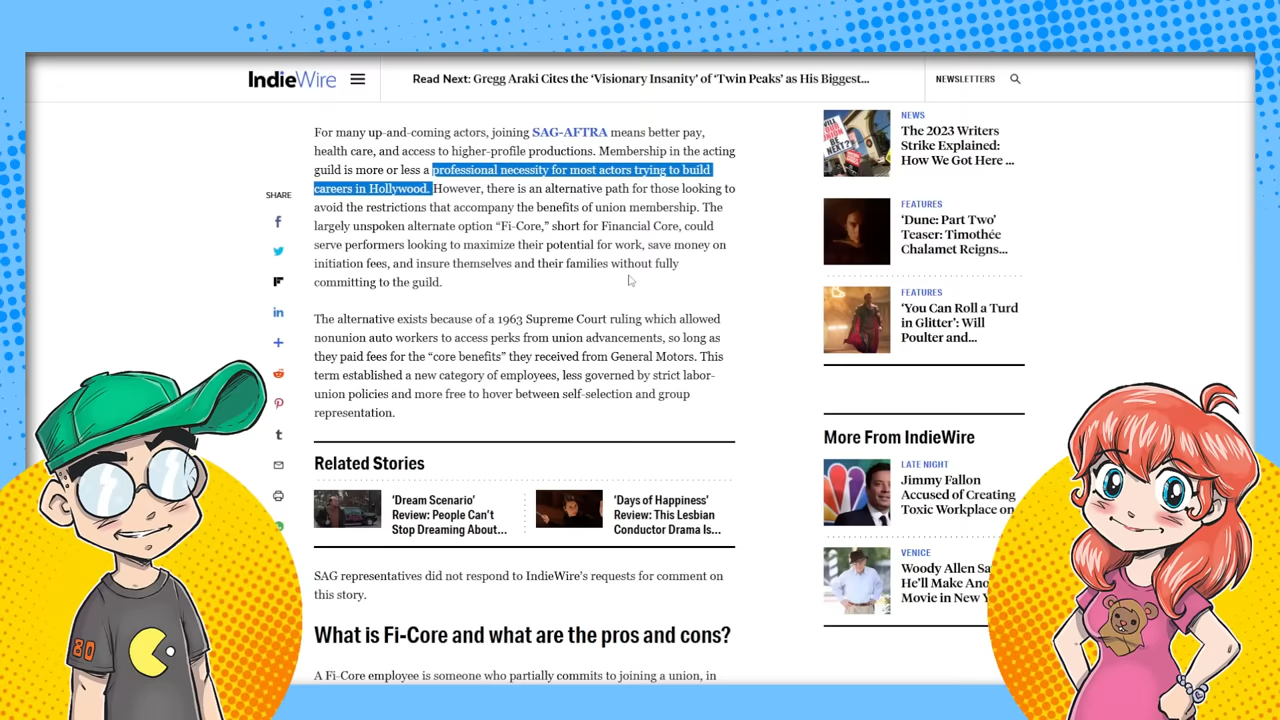 IndieWire
Read Next: Gregg Araki Cites the ‘Visionary Insanity’ of ‘Twin Peaks’ as His Biggest...
NEWSLETTERS
For many up-and-coming actors, joining SAG-AFTRA means better pay,
health care, and access to higher-profile productions. Membership in the acting
guild is more or less a professional necessity for most actors trying to build
careers in Hollywood. However, there is an alternative path for those looking to
avoid the restrictions that accompany the benefits of union membership. The
largely unspoken alternate option “Fi-Core,” short for Financial Core, could
serve performers looking to maximize their potential for work, save money on
initiation fees, and insure themselves and their families without fully
committing to the guild.
The alternative exists because of a 1963 Supreme Court ruling which allowed
nonunion auto workers to access perks from union advancements, so long as
they paid fees for the “core benefits” they received from General Motors. This
term established a new category of employees, less governed by strict labor-
union policies and more free to hover between self-selection and group
representation.
SHARE
Related Stories
‘Dream Scenario’
Review: People Can’t
Stop Dreaming About...
‘Days of Happiness’
Review: This Lesbian
Conductor Drama Is...
SAG representatives did not respond to IndieWire’s requests for comment on
this story.
What is Fi-Core and what are the pros and cons?
A Fi-Core employee is someone who partially commits to joining a union, in
NEWS
The 2023 Writers
Strike Explained:
How We Got Here ...
FEATURES
‘Dune: Part Two’
Teaser: Timothée
Chalamet Reigns...
FEATURES
‘You Can Roll a Turd
in Glitter’: Will
Poulter and...
More From IndieWire
LATE NIGHT
Jimmy Fallon
Accused of Creating
Toxic Workplace on
VENICE
Woody Allen Sa
He’ll Make Ano
Movie in New Y
80